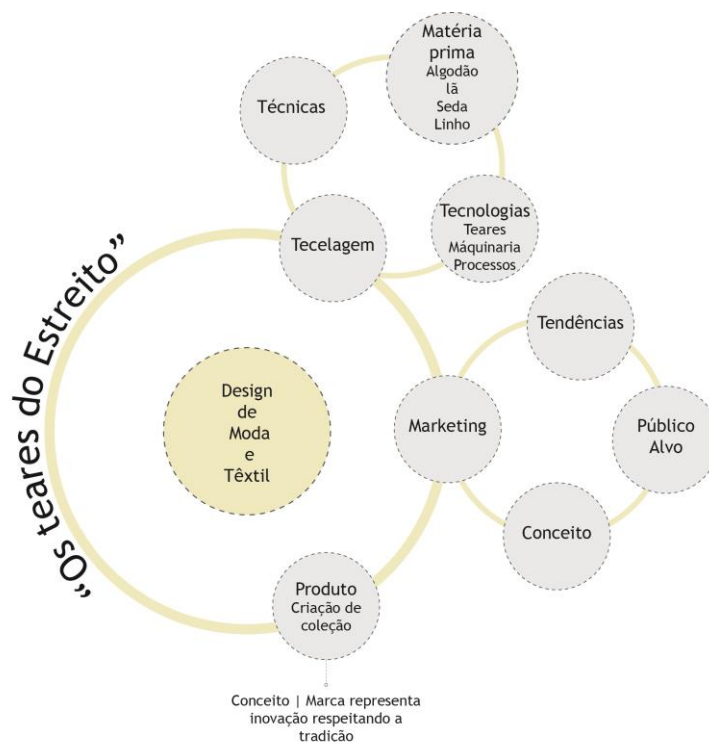 “Os teares do Estreito”
Matéria
prima
Algodão
lã
Seda
Linho
Técnicas
Tecnologias
Teares
Máquinaria
Processos
Tecelagem
Tendências
Design
de
Moda
e
Têxtil
Marketing
Público
Alvo
Conceito
Produto
Criação de
coleção
Conceito | Marca representa
inovação respeitando a
tradição